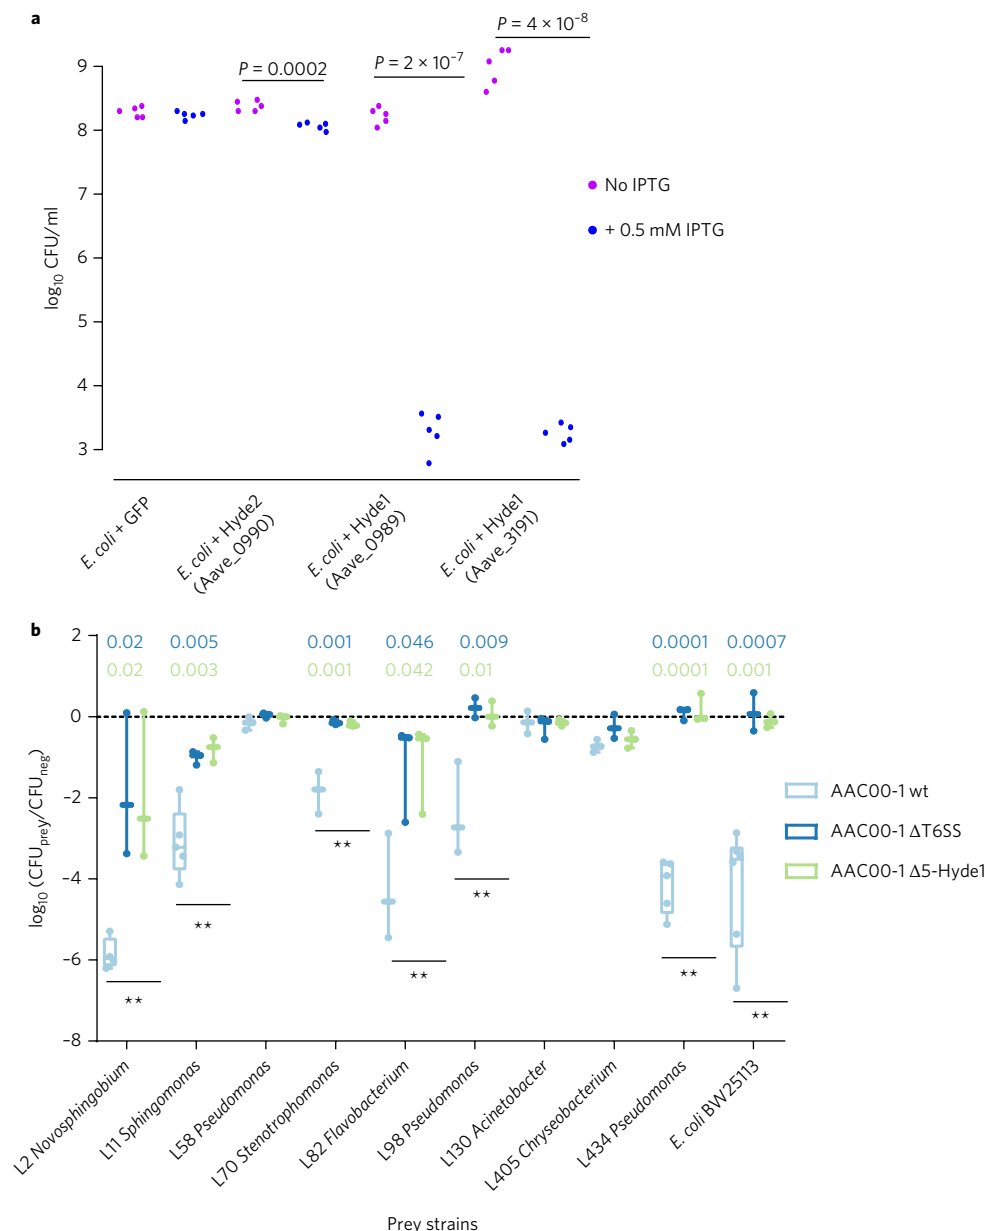 a
P = 4 × 10⁻⁸
P = 0.0002
P = 2 × 10⁻⁷
9
8
7
6
5
4
3
log₁₀ CFU/ml
No IPTG
+ 0.5 mM IPTG
E. coli + GFP
E. coli + Hyde2
(Aave_0990)
E. coli + Hyde1
(Aave_0989)
E. coli + Hyde1
(Aave_3191)
b
2
0
–2
–4
–6
–8
log₁₀ (CFUprey/CFUneg)
0.02 0.005 0.001 0.046 0.009 0.0001 0.0007
0.02 0.003 0.001 0.042 0.01 0.0001 0.001
** ** ** ** ** ** **
AAC00-1 wt
AAC00-1 ΔT6SS
AAC00-1 Δ5-Hyde1
L2 Novosphingobium
L11 Sphingomonas
L58 Pseudomonas
L70 Stenotrophomonas
L82 Flavobacterium
L98 Pseudomonas
L130 Acinetobacter
L405 Chryseobacterium
L434 Pseudomonas
E. coli BW25113
Prey strains